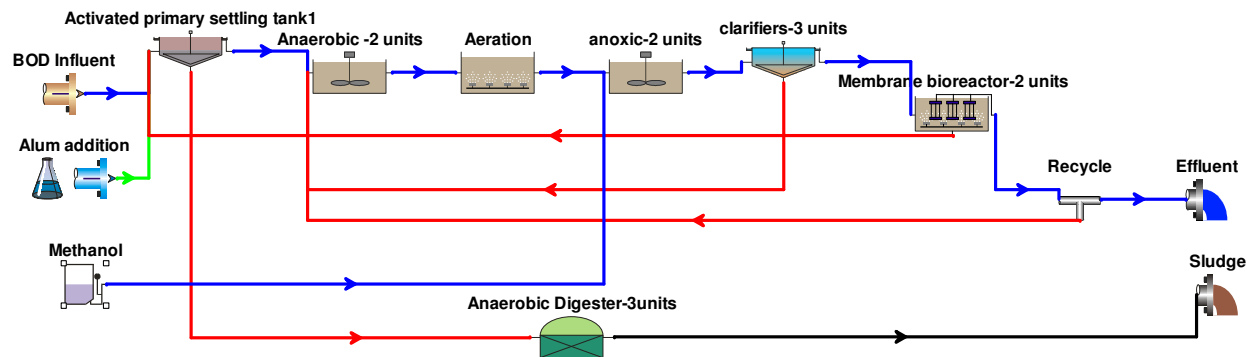 Activated primary settling tank1
Anaerobic -2 units
Aeration
anoxic-2 units
clarifiers-3 units
BOD Influent
Membrane bioreactor-2 units
Alum addition
Recycle
Effluent
Methanol
Sludge
Anaerobic Digester-3units